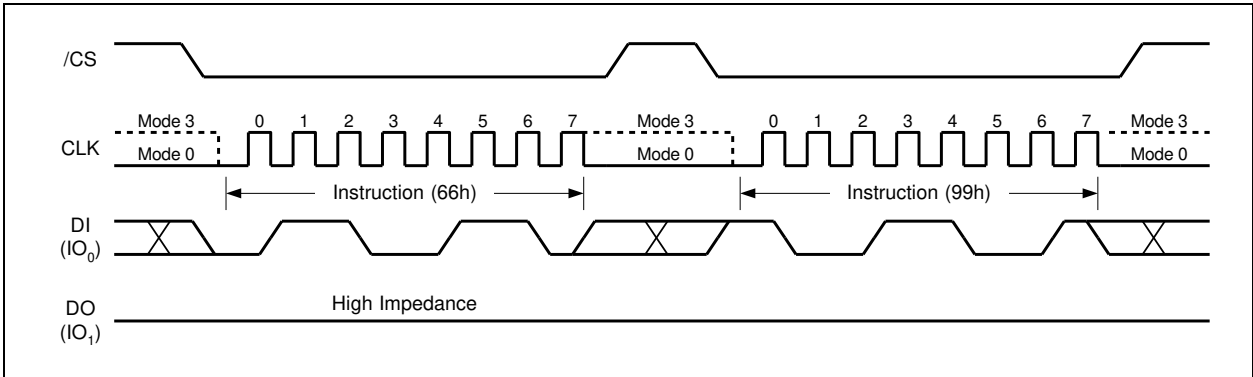 /CS
Mode 3 0 1 2 3 4 5 6 7 Mode 3 0 1 2 3 4 5 6 7 Mode 3
CLK
Mode 0 Mode 0 Mode 0
Instruction (66h) Instruction (99h)
DI
(IO0)
High Impedance
DO
(IO1)